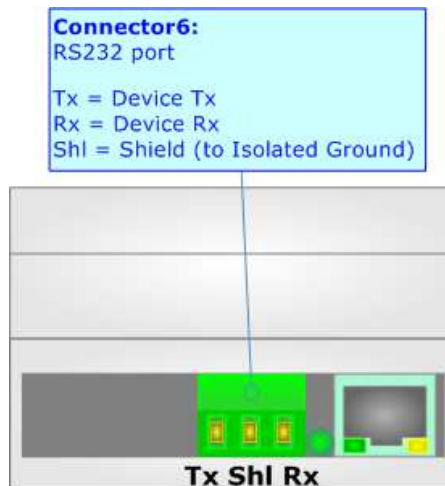 Connector6:
RS232 port
Tx = Device Tx
Rx = Device Rx
Shl = Shield (to Isolated Ground)
Tx Shl Rx